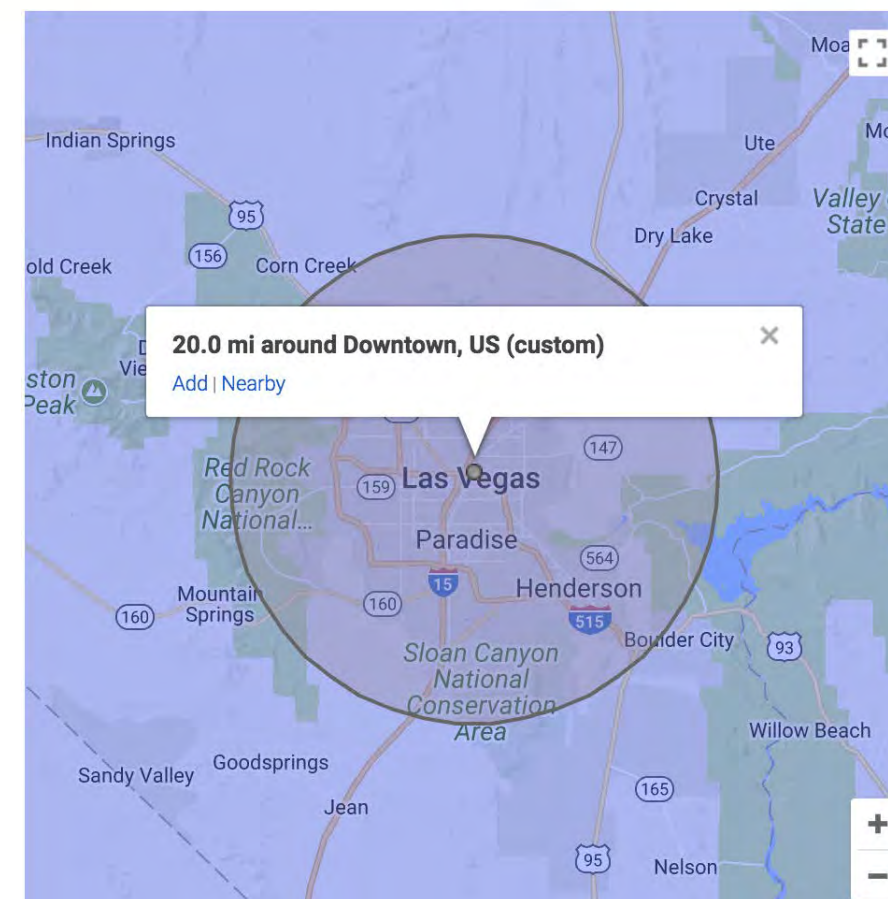 Moa
Indian Springs
Ute
Mo
Crystal
Valley
State
95
Dry Lake
156
Corn Creek
old Creek
20.0 mi around Downtown, US (custom)
Add | Nearby
Vie
ston
Peak
147
Red Rock
Canyon
National...
159
Las Vegas
Paradise
564
15
Henderson
Mountain
Springs
160
160
515
Boulder City
93
Sloan Canyon
National
Conservation
Area
Willow Beach
Goodsprings
Sandy Valley
165
Jean
95
Nelson